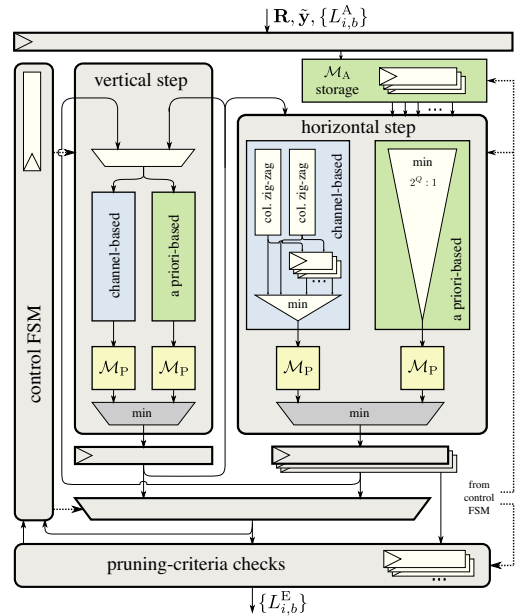 R, ỹ, {L^A_{i,b}}
vertical step
M_A
storage
...
horizontal step
min
2^Q : 1
col. zig-zag
col. zig-zag
channel-based
channel-based
a priori-based
a priori-based
...
min
control FSM
M_P
M_P
M_P
M_P
min
min
from
control
FSM
pruning-criteria checks
...
{L^E_{i,b}}